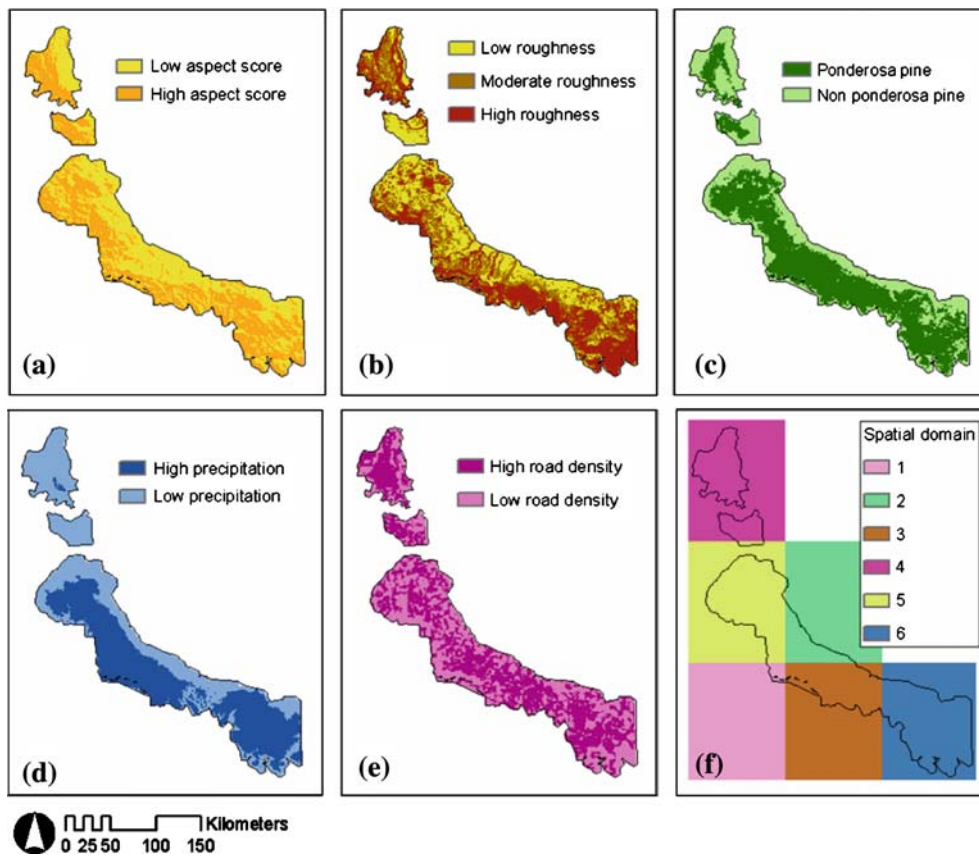 Low aspect score
High aspect score
(a)
Low roughness
Moderate roughness
High roughness
(b)
Ponderosa pine
Non ponderosa pine
(c)
High precipitation
Low precipitation
(d)
High road density
Low road density
(e)
Spatial domain
1
2
3
4
5
6
(f)
Kilometers
0 25 50 100 150